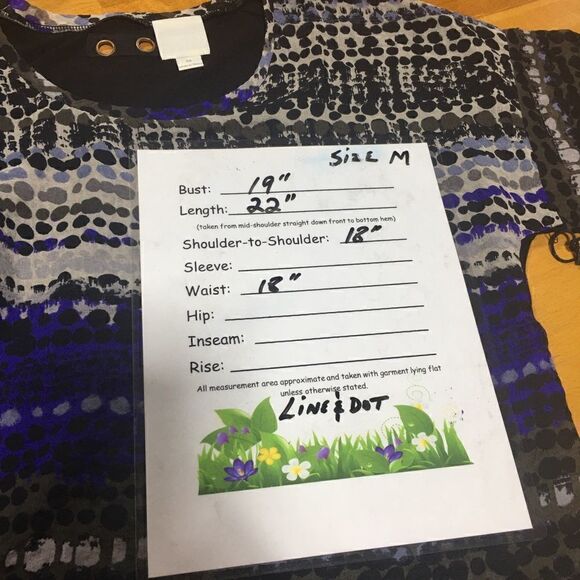 Size M
Bust: 19"
Length: 22"
(taken from mid-shoulder straight down front to bottom hem)
Shoulder-to-Shoulder: 18"
Sleeve:
Waist: 18"
Hip:
Inseam:
Rise:
All measurement area approximate and taken with garment lying flat
unless otherwise stated.
LINE & DOT